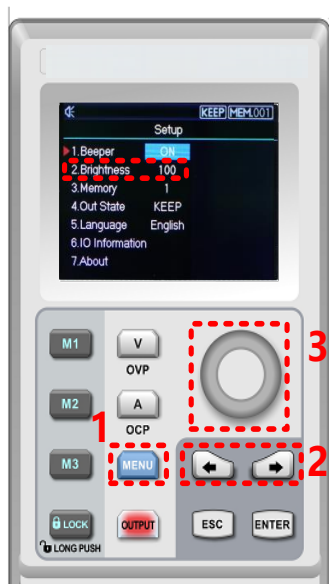 KEEP MEM.001
Setup
1.Beeper ON
2.Brightness 100
3.Memory 1
4.Out State KEEP
5.Language English
6.IO Information
7.About
M1 V
OVP
M2 A
OCP
1
M3 MENU
2
3
LOCK OUTPUT ESC ENTER
LONG PUSH